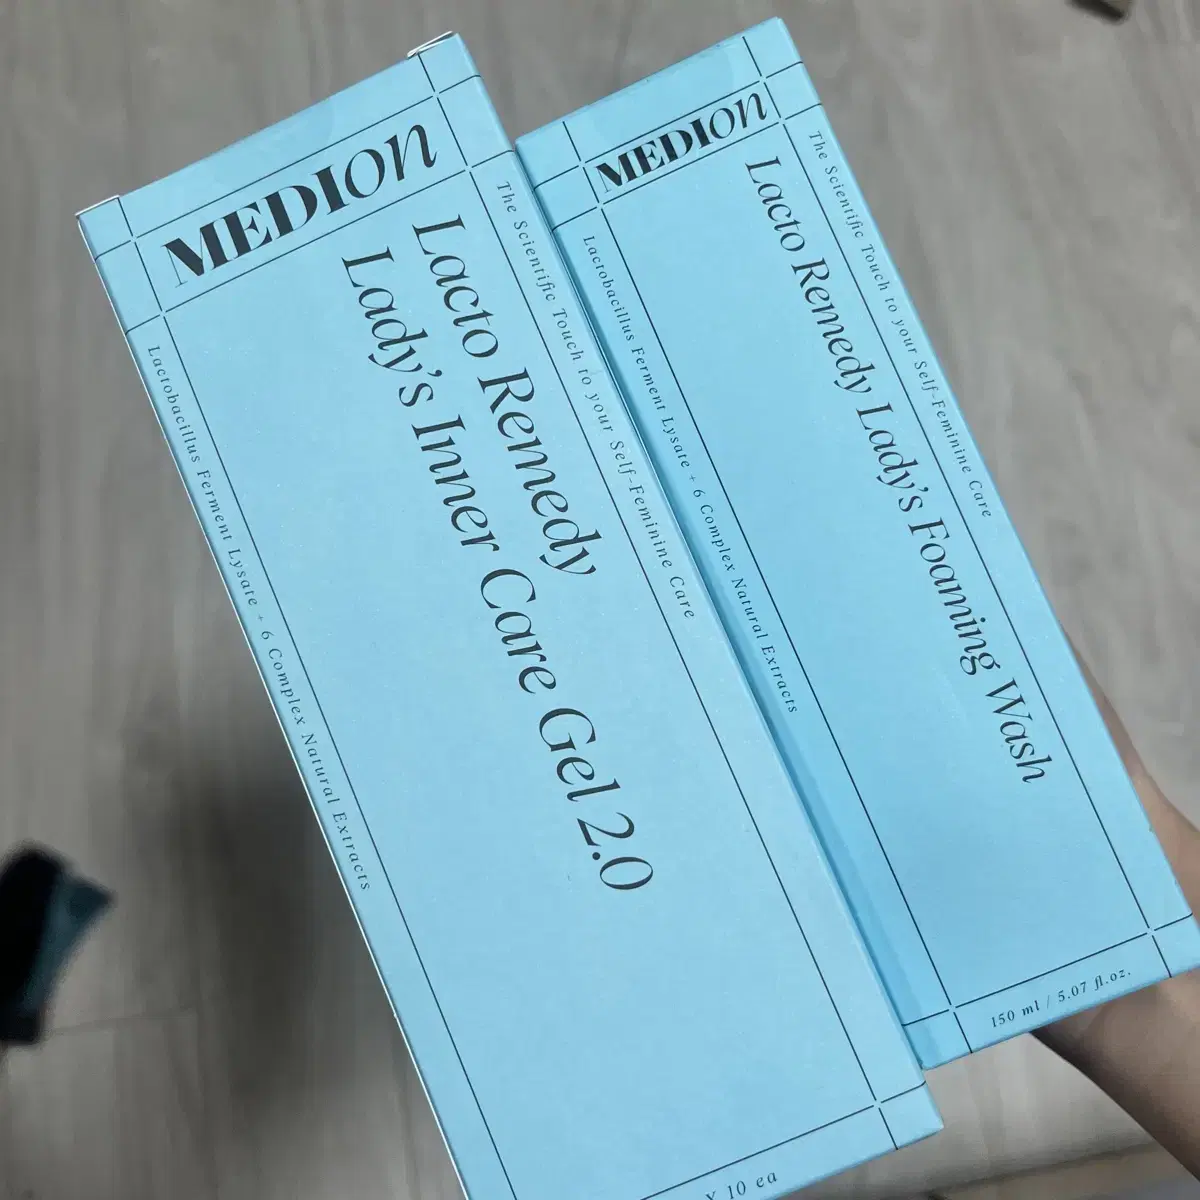 MEDION
Lacto Remedy
Lady's Inner Care Gel 2.0
The Scientific Touch to your Self-Feminine Care
Lactobacillus Ferment Lysate + 6 Complex Natural Extracts
X 10 ea
MEDION
Lacto Remedy Lady's Foaming Wash
The Scientific Touch to your Self-Feminine Care
Lactobacillus Ferment Lysate + 6 Complex Natural Extracts
150 ml / 5.07 fl.oz.